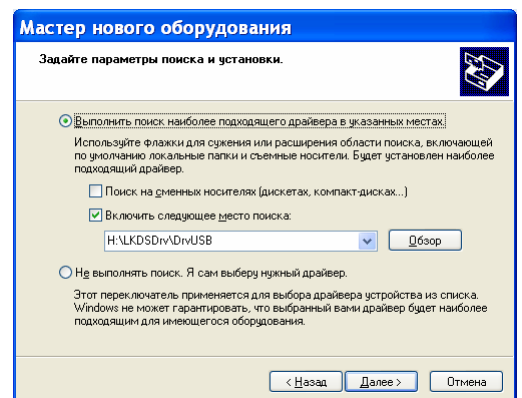 Мастер нового оборудования
Задайте параметры поиска и установки.
Выполнить поиск наиболее подходящего драйвера в указанных местах.
Используйте флажки для сужения или расширения области поиска, включающей
по умолчанию локальные папки и съемные носители. Будет установлен наиболее
подходящий драйвер.
Поиск на сменных носителях (дискетах, компакт-дисках...)
Включить следующее место поиска:
H:\LKDSDrv\DrvUSB
Обзор
Не выполнять поиск. Я сам выберу нужный драйвер.
Этот переключатель применяется для выбора драйвера устройства из списка.
Windows не может гарантировать, что выбранный вами драйвер будет наиболее
подходящим для имеющегося оборудования.
< Назад Далее > Отмена